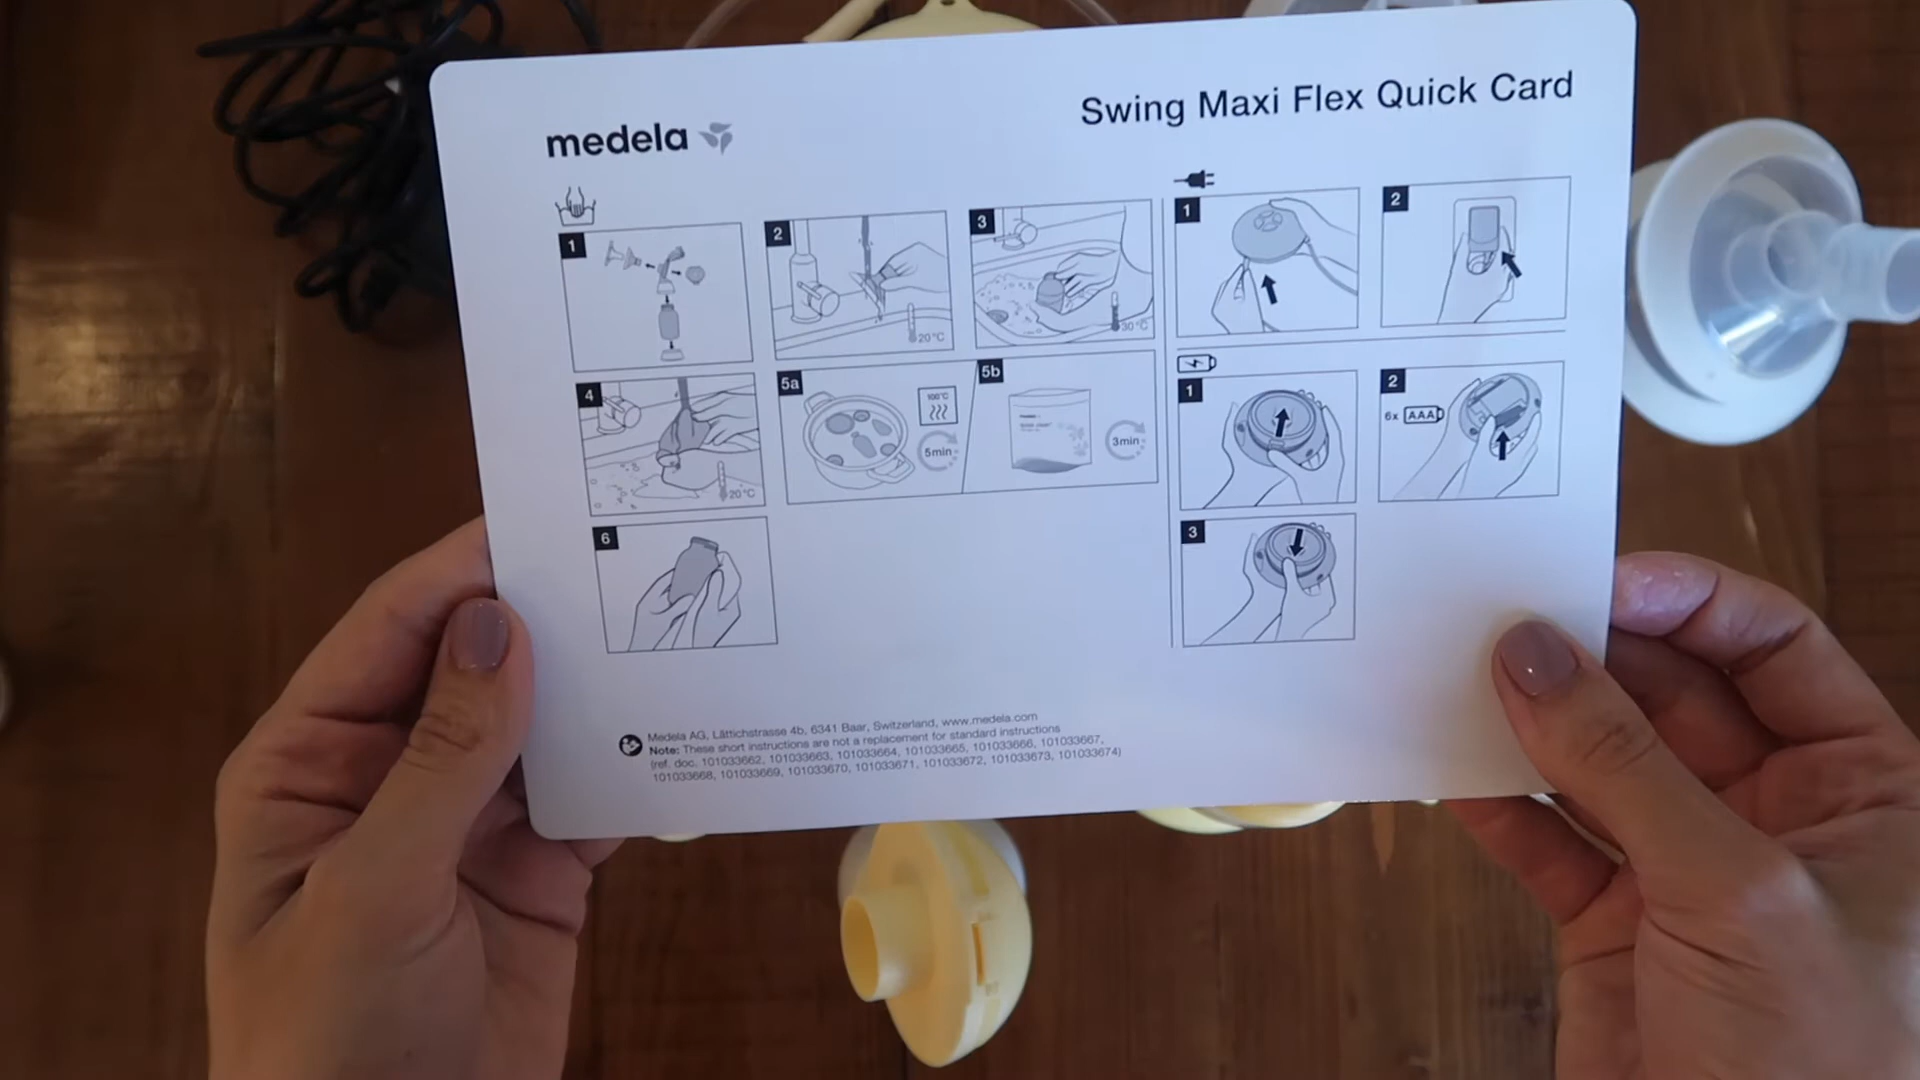 medela
Swing Maxi Flex Quick Card
1
2
20°C
3
30°C
4
20°C
5a
100°C
5min
5b
3min
6
1
2
1
2
6x AAA
3
Medela AG, Lättichstrasse 4b, 6341 Baar, Switzerland, www.medela.com
Note: These short instructions are not a replacement for standard instructions
(ref. doc. 101033662, 101033663, 101033664, 101033665, 101033666, 101033667,
101033668, 101033669, 101033670, 101033671, 101033672, 101033673, 101033674)